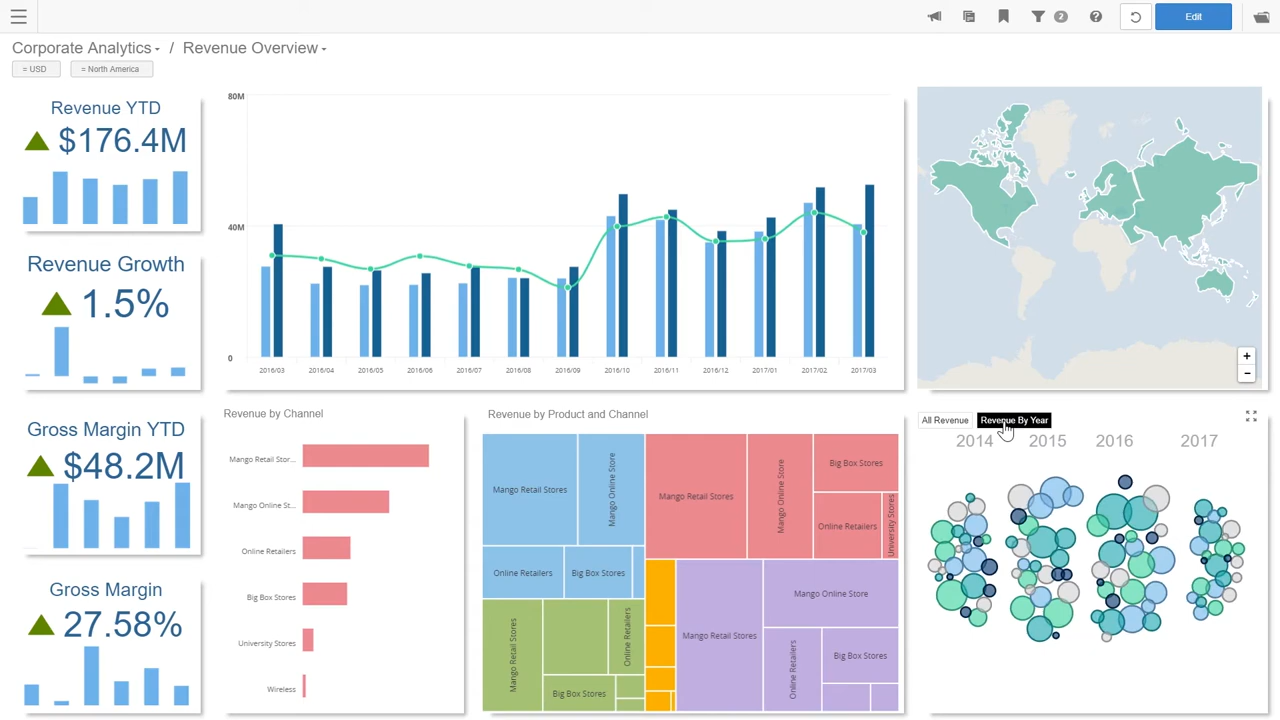 2
Edit
Corporate Analytics / Revenue Overview
= USD
= North America
Revenue YTD
$176.4M
Revenue Growth
1.5%
Gross Margin YTD
$48.2M
Gross Margin
27.58%
80M
40M
0
2016/03 2016/04 2016/05 2016/06 2016/07 2016/08 2016/09 2016/10 2016/11 2016/12 2017/01 2017/02 2017/03
+
−
Revenue by Channel
Mango Retail Stor...
Mango Online St...
Online Retailers
Big Box Stores
University Stores
Wireless
Revenue by Product and Channel
Mango Retail Stores
Mango Online Store
Online Retailers
Big Box Stores
Mango Retail Stores
Mango Online Store
Big Box Stores
Online Retailers
University Stores
Mango Retail Stores
Online Retailers
Big Box Stores
Mango Retail Stores
Mango Online Store
Online Retailers
Big Box Stores
All Revenue
Revenue By Year
2014 2015 2016 2017